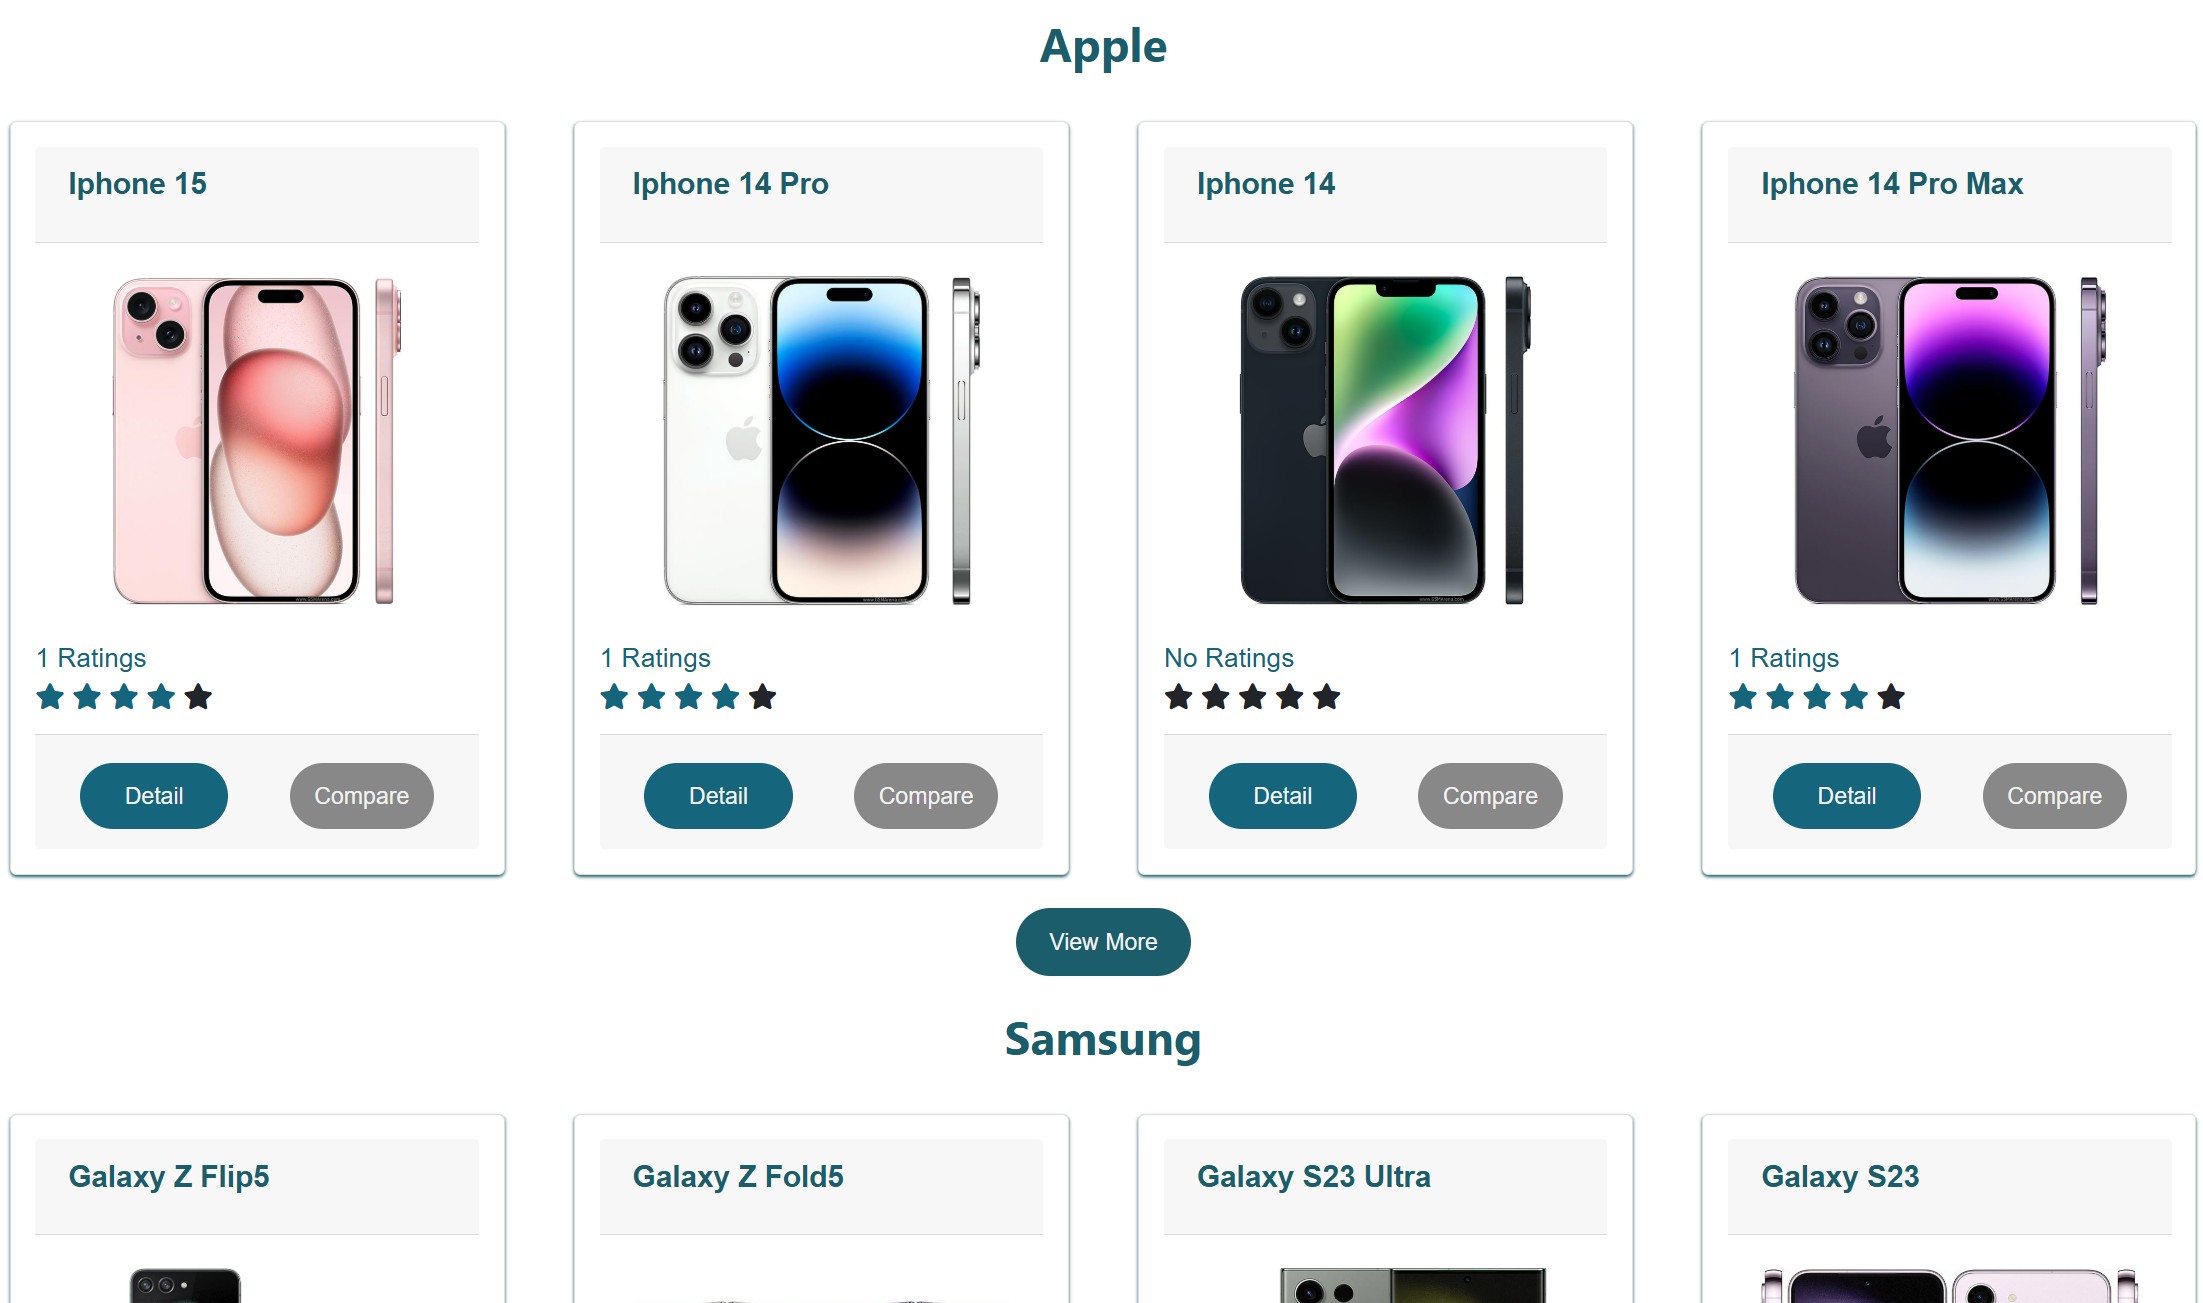 Apple
Iphone 15
Iphone 14 Pro
Iphone 14
Iphone 14 Pro Max
1 Ratings
1 Ratings
No Ratings
1 Ratings
Detail
Compare
Detail
Compare
Detail
Compare
Detail
Compare
View More
Samsung
Galaxy Z Flip5
Galaxy Z Fold5
Galaxy S23 Ultra
Galaxy S23